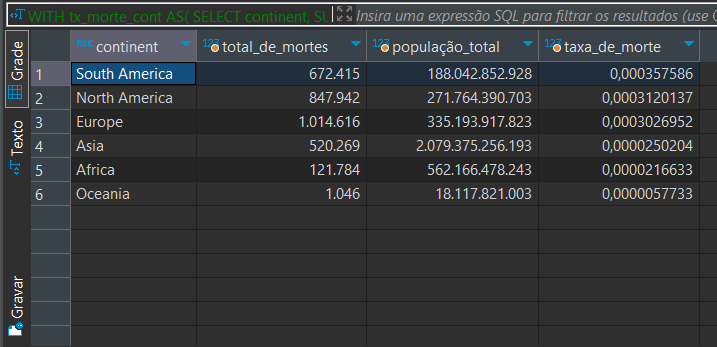 WITH tx_morte_cont AS( SELECT continent, SU
Insira uma expressão SQL para filtrar os resultados (use C
Grade
Texto
Gravar
continent total_de_mortes população_total taxa_de_morte
1 South America 672.415 188.042.852.928 0,000357586
2 North America 847.942 271.764.390.703 0,0003120137
3 Europe 1.014.616 335.193.917.823 0,0003026952
4 Asia 520.269 2.079.375.256.193 0,0000250204
5 Africa 121.784 562.166.478.243 0,0000216633
6 Oceania 1.046 18.117.821.003 0,0000057733